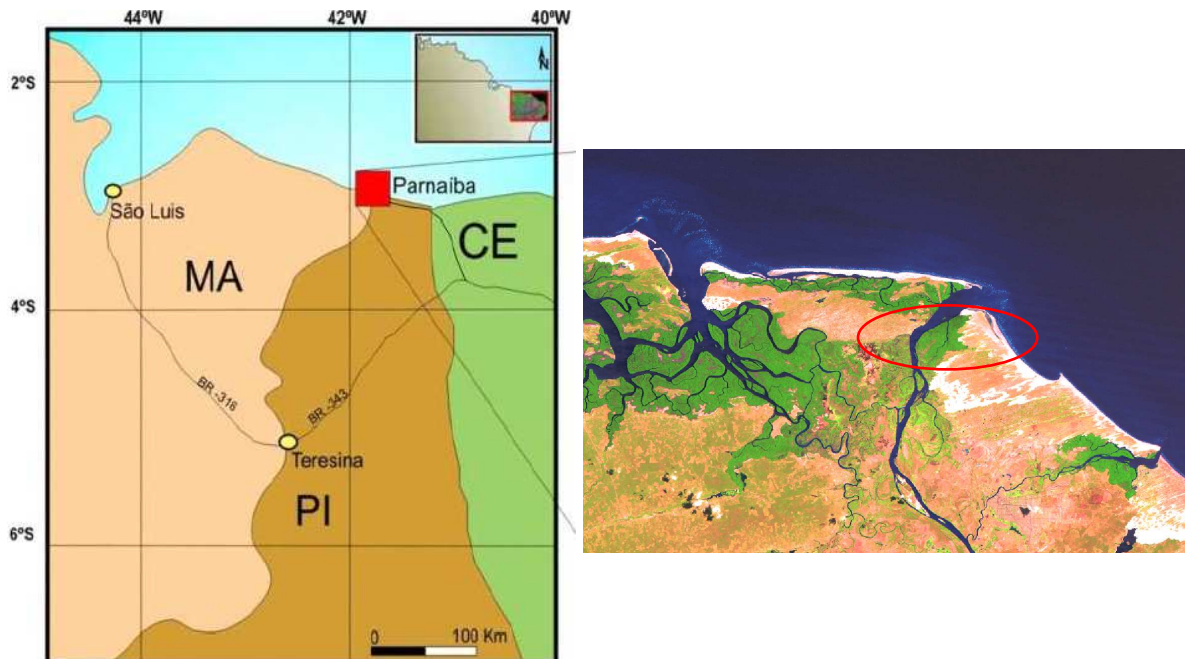 44ºW
42ºW
40ºW
2ºS
N
Parnaíba
São Luis
CE
MA
4ºS
BR -316
BR -343
Teresina
PI
6ºS
0
100 Km